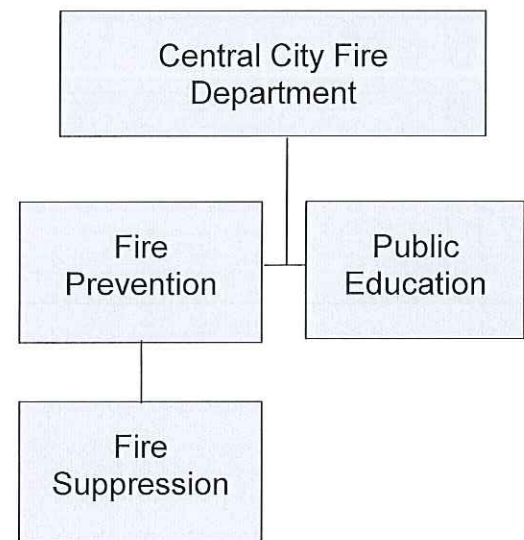 Central City Fire
Department
Fire
Prevention
Public
Education
Fire
Suppression